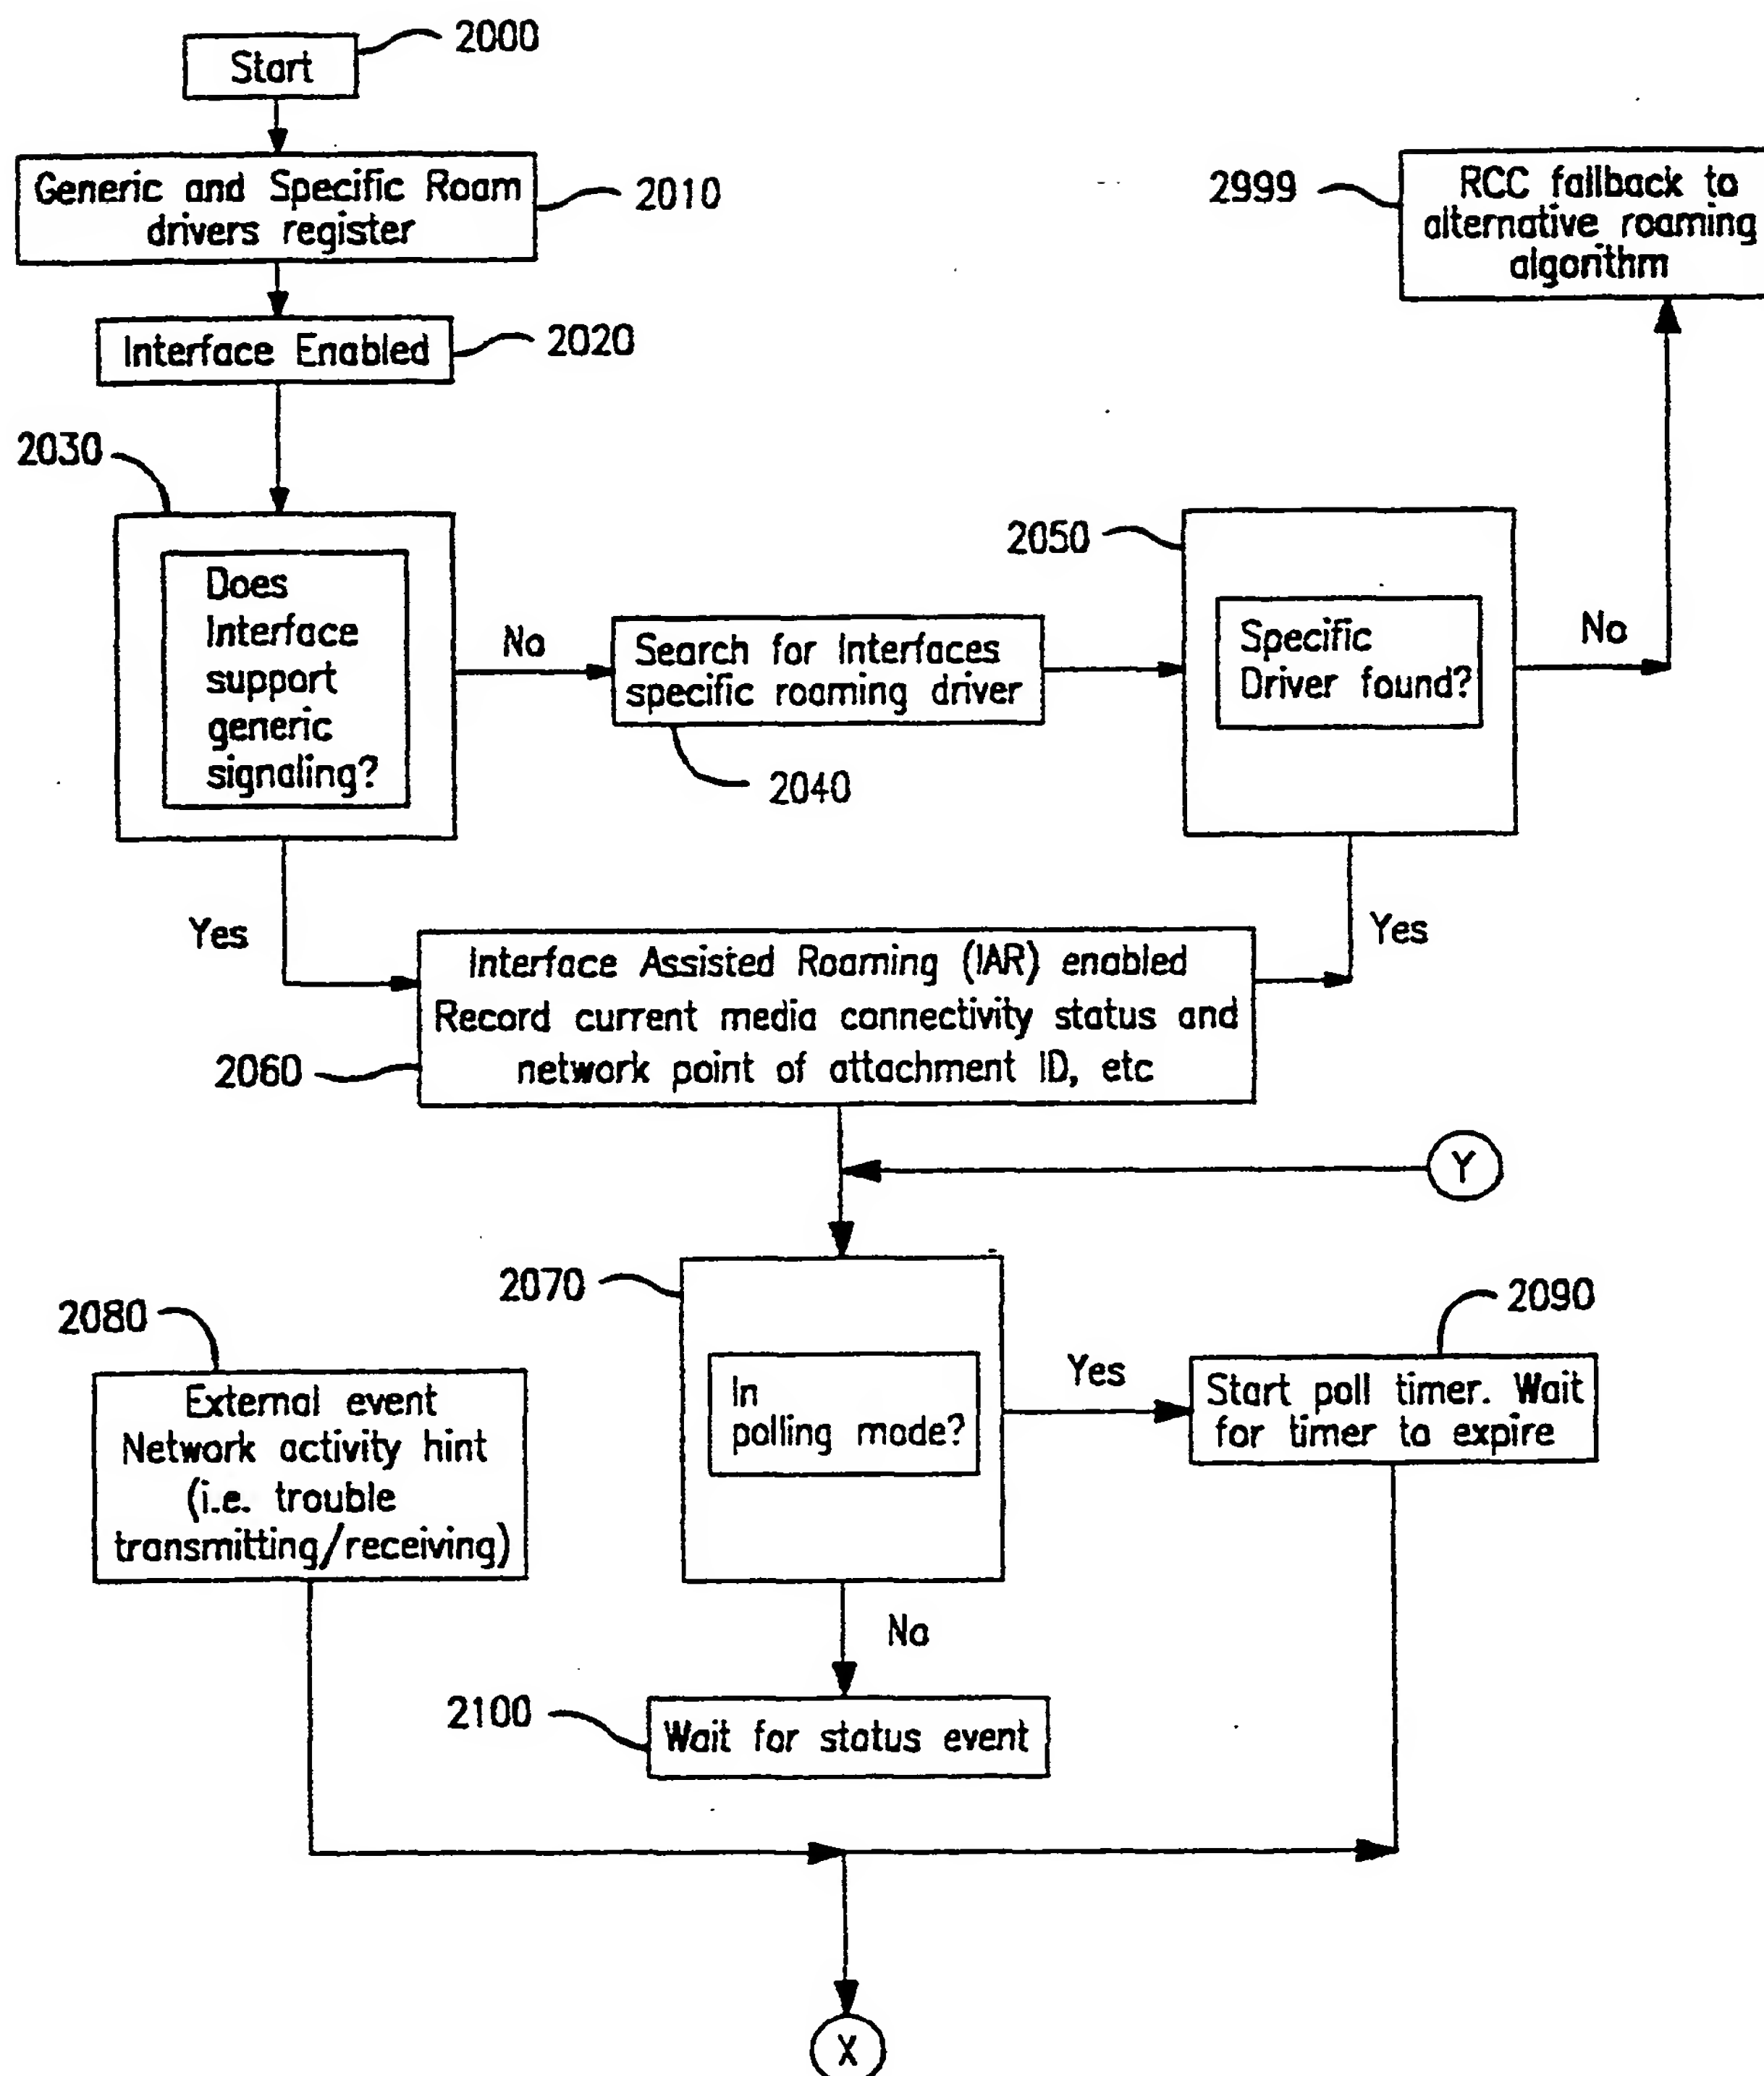 Start
2000
Generic and Specific Roam
drivers register
2010
2999
RCC fallback to
alternative roaming
algorithm
Interface Enabled
2020
2030
Does
Interface
support
generic
signaling?
No
Search for Interfaces
specific roaming driver
2040
2050
Specific
Driver found?
No
Yes
Yes
Interface Assisted Roaming (IAR) enabled
Record current media connectivity status and
network point of attachment ID, etc
2060
Y
2070
In
polling mode?
Yes
2090
Start poll timer. Wait
for timer to expire
2080
External event
Network activity hint
(i.e. trouble
transmitting/receiving)
No
2100
Wait for status event
X